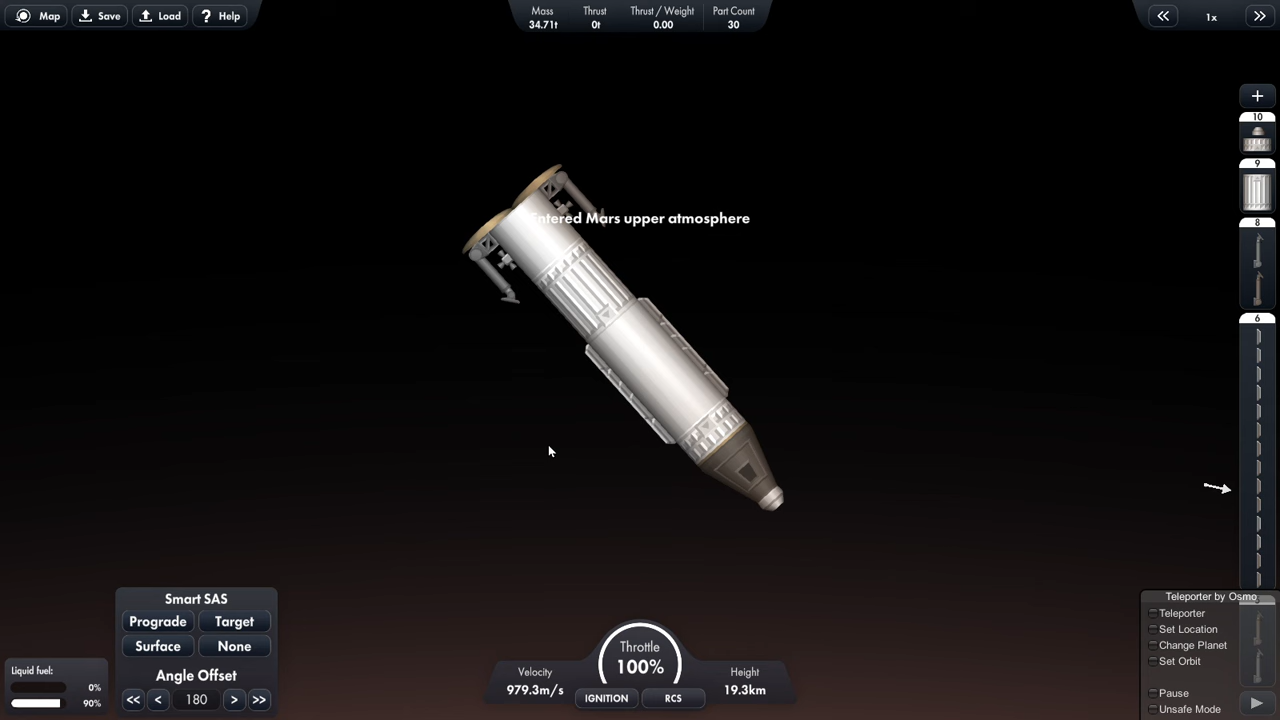 Map
Save
Load
Help
Mass
34.71t
Thrust
0t
Thrust / Weight
0.00
Part Count
30
1x
10
9
8
6
Entered Mars upper atmosphere
Smart SAS
Prograde
Target
Surface
None
Angle Offset
180
Liquid fuel:
0%
90%
Throttle
100%
Velocity
979.3m/s
Height
19.3km
IGNITION
RCS
Teleporter by Osmo
Teleporter
Set Location
Change Planet
Set Orbit
Pause
Unsafe Mode